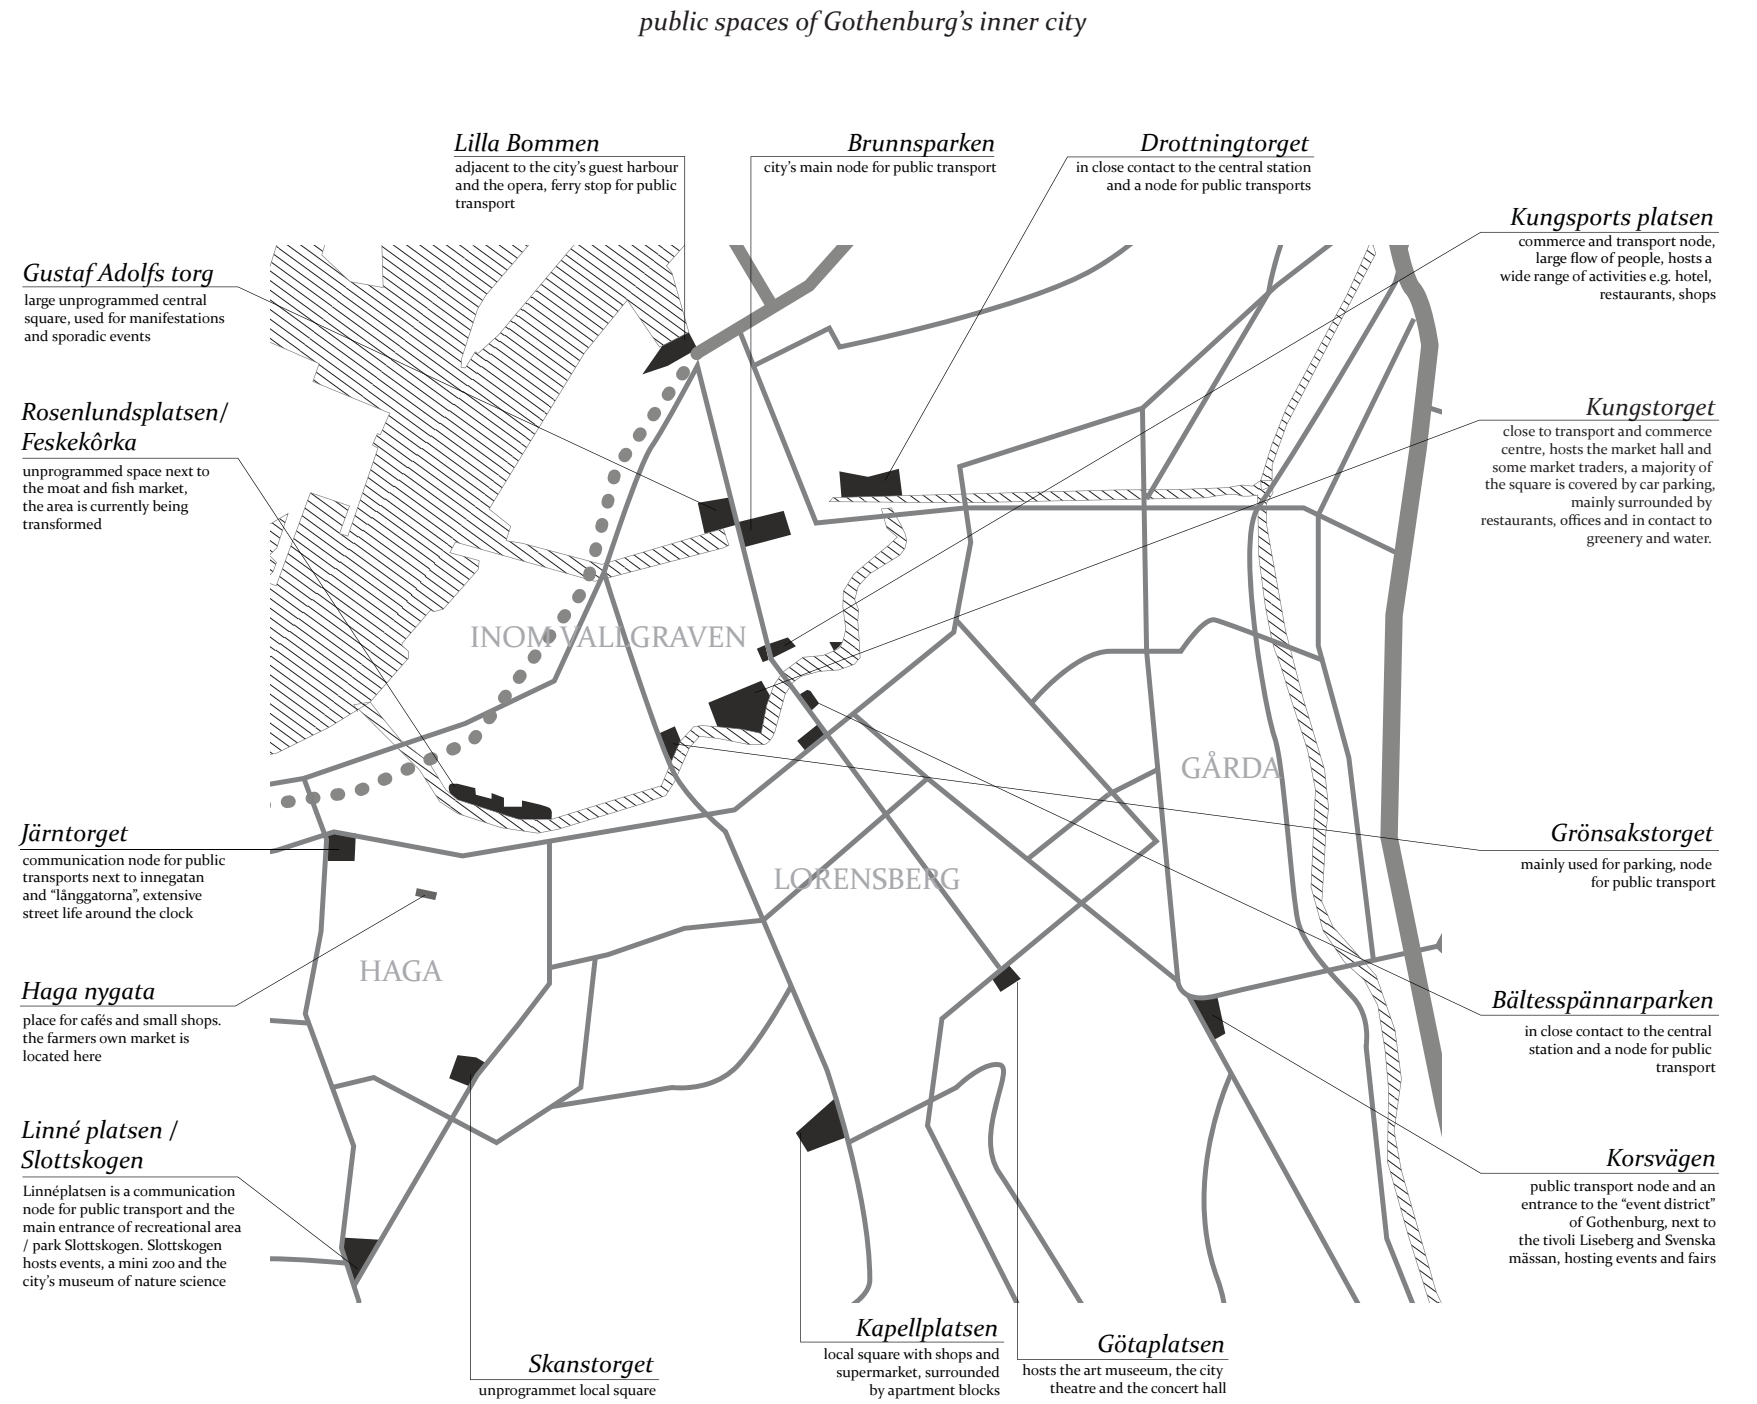 public spaces of Gothenburg's inner city
Lilla Bommen
adjacent to the city's guest harbour
and the opera, ferry stop for public
transport
Brunnsparken
city's main node for public transport
Drottningtorget
in close contact to the central station
and a node for public transports
Kungsports platsen
commerce and transport node,
large flow of people, hosts a
wide range of activities e.g. hotel,
restaurants, shops
Gustaf Adolfs torg
large unprogrammed central
square, used for manifestations
and sporadic events
Rosenlundsplatsen/
Feskekôrka
unprogrammed space next to
the moat and fish market,
the area is currently being
transformed
Kungstorget
close to transport and commerce
centre, hosts the market hall and
some market traders, a majority of
the square is covered by car parking,
mainly surrounded by
restaurants, offices and in contact to
greenery and water.
INOM VALLGRAVEN
GÅRDA
LORENSBERG
HAGA
Järntorget
communication node for public
transports next to innegatan
and "långgatorna", extensive
street life around the clock
Grönsakstorget
mainly used for parking, node
for public transport
Haga nygata
place for cafés and small shops.
the farmers own market is
located here
Bältesspännarparken
in close contact to the central
station and a node for public
transport
Linné platsen /
Slottskogen
Linnéplatsen is a communication
node for public transport and the
main entrance of recreational area
/ park Slottskogen. Slottskogen
hosts events, a mini zoo and the
city's museum of nature science
Korsvägen
public transport node and an
entrance to the "event district"
of Gothenburg, next to
the tivoli Liseberg and Svenska
mässan, hosting events and fairs
Skanstorget
unprogrammet local square
Kapellplatsen
local square with shops and
supermarket, surrounded
by apartment blocks
Götaplatsen
hosts the art museeum, the city
theatre and the concert hall